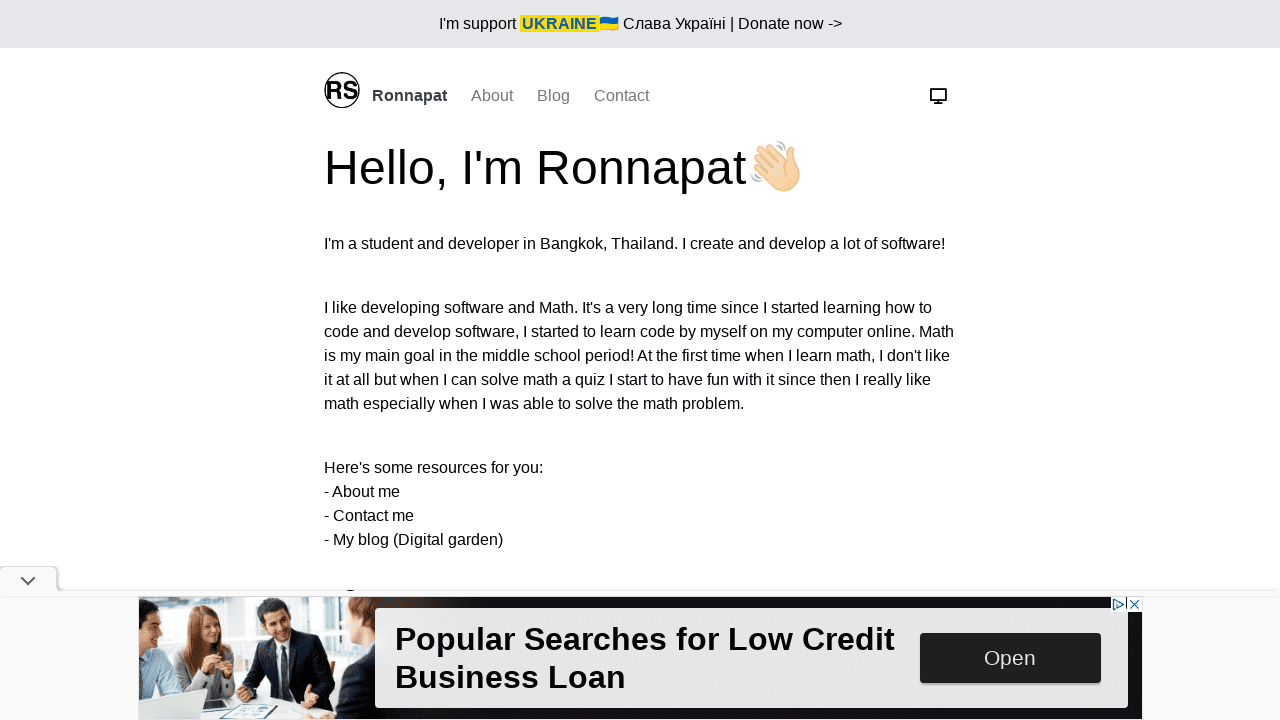 I'm support UKRAINE🇺🇦 Слава Україні | Donate now ->
RS Ronnapat About Blog Contact
Hello, I'm Ronnapat👋🏻
I'm a student and developer in Bangkok, Thailand. I create and develop a lot of software!
I like developing software and Math. It's a very long time since I started learning how to
code and develop software, I started to learn code by myself on my computer online. Math
is my main goal in the middle school period! At the first time when I learn math, I don't like
it at all but when I can solve math a quiz I start to have fun with it since then I really like
math especially when I was able to solve the math problem.
Here's some resources for you:
- About me
- Contact me
- My blog (Digital garden)
Popular Searches for Low Credit
Business Loan
Open